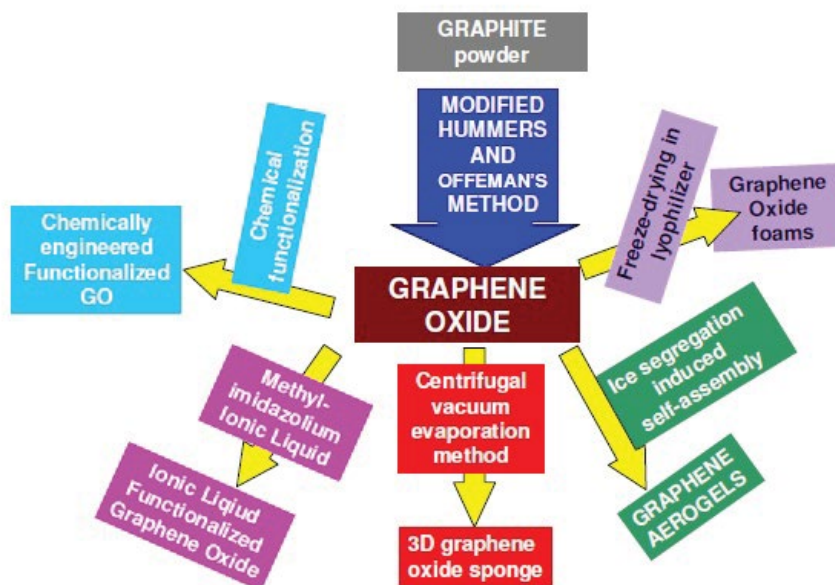 GRAPHITE
powder
MODIFIED
HUMMERS
AND
OFFEMAN'S
METHOD
Chemical
functionalization
Freeze-drying in
lyophilizer
Graphene
Oxide
foams
Chemically
engineered
Functionalized
GO
GRAPHENE
OXIDE
Methyl-
imidazolium
Ionic Liquid
Ionic Liqiud
Functionalized
Graphene Oxide
Centrifugal
vacuum
evaporation
method
3D graphene
oxide sponge
Ice segregation
induced
self-assembly
GRAPHENE
AEROGELS